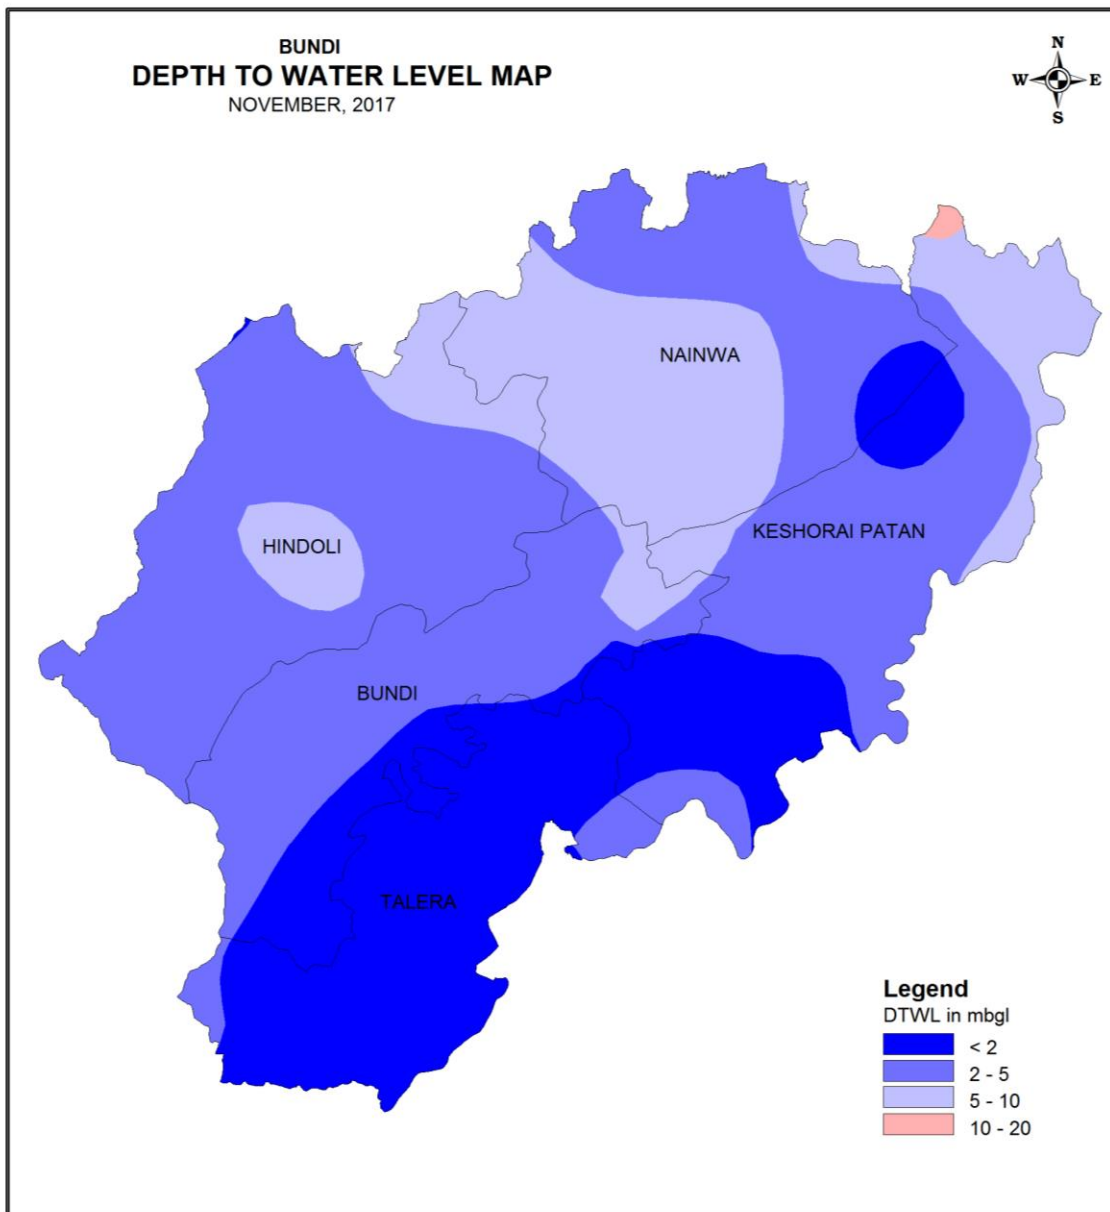 BUNDI
DEPTH TO WATER LEVEL MAP
NOVEMBER, 2017
N
W E
S
NAINWA
KESHORAI PATAN
HINDOLI
BUNDI
TALERA
Legend
DTWL in mbgl
< 2
2 - 5
5 - 10
10 - 20